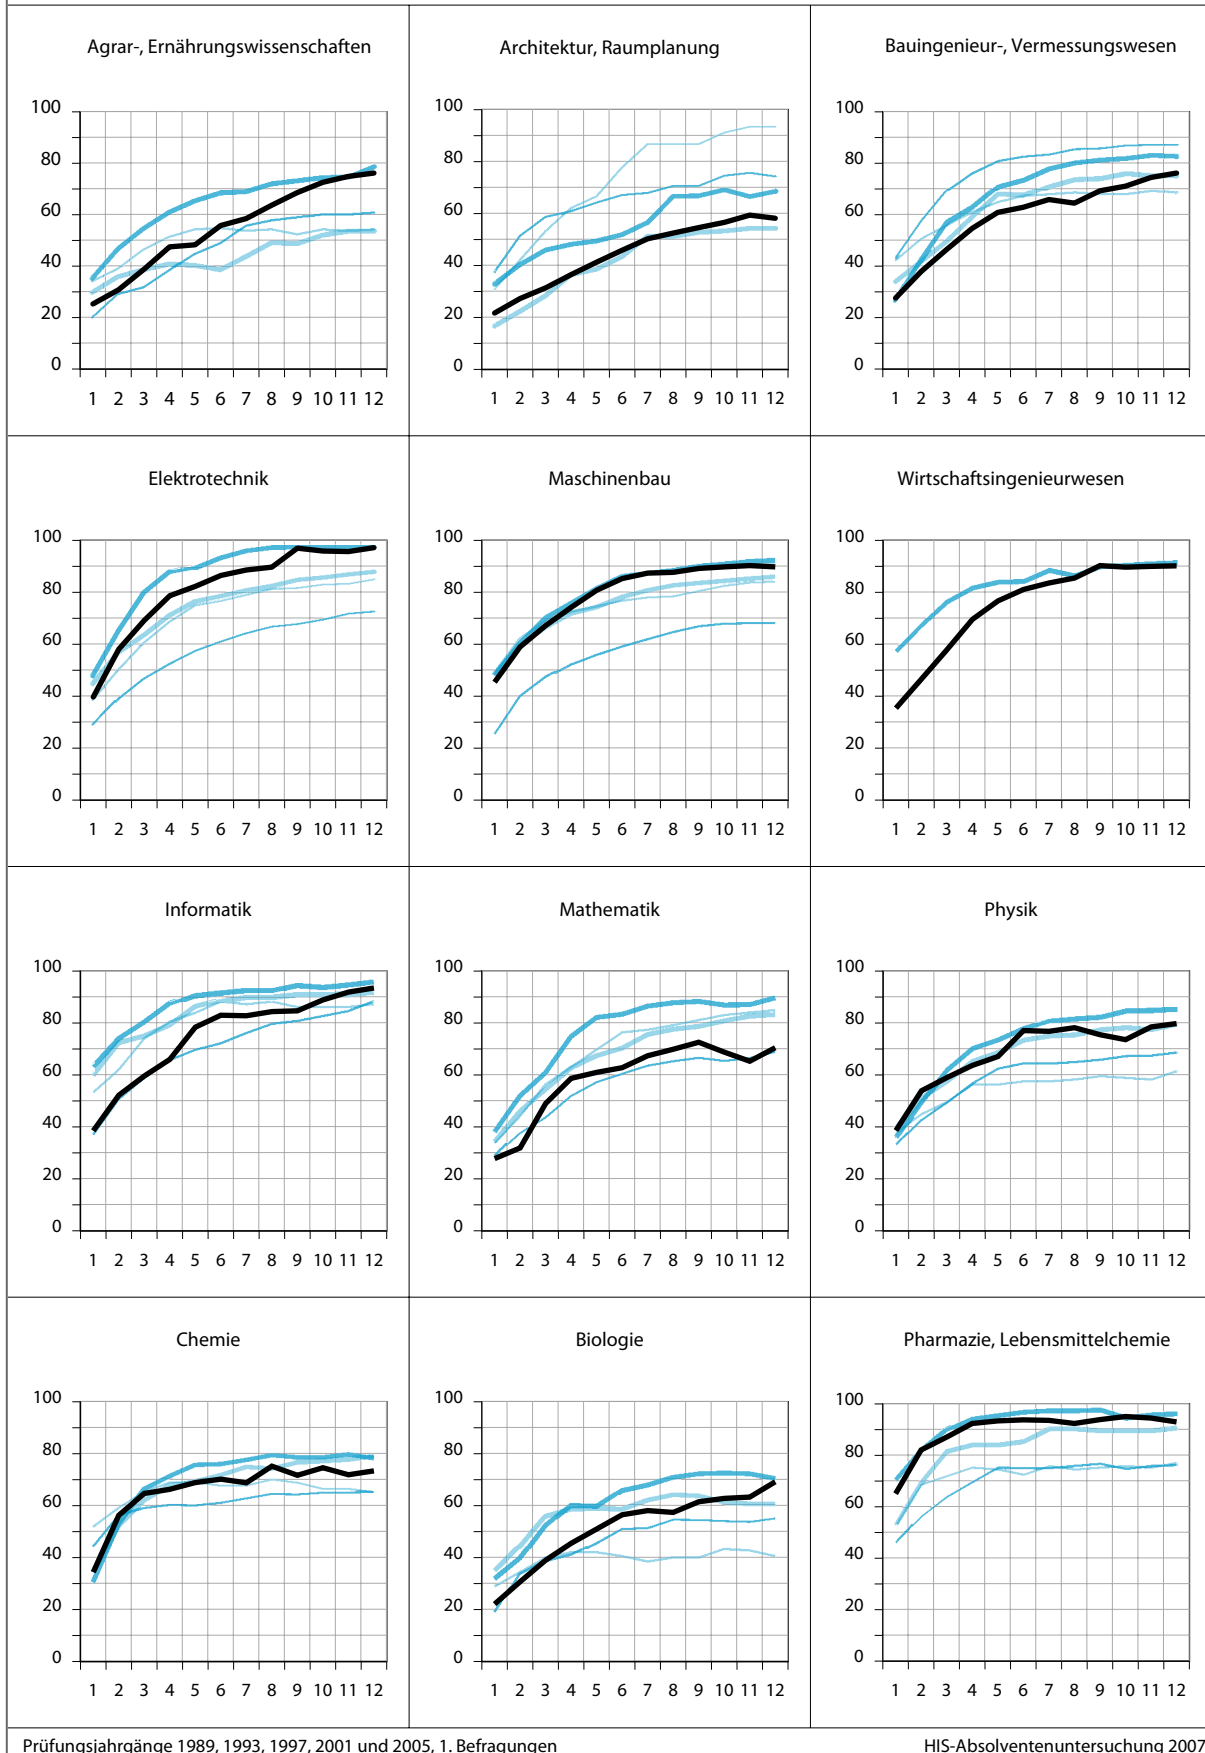 Agrar-, Ernährungswissenschaften
Architektur, Raumplanung
Bauingenieur-, Vermessungswesen
100
80
60
40
20
0
1 2 3 4 5 6 7 8 9 10 11 12
100
80
60
40
20
0
1 2 3 4 5 6 7 8 9 10 11 12
100
80
60
40
20
0
1 2 3 4 5 6 7 8 9 10 11 12
Elektrotechnik
Maschinenbau
Wirtschaftsingenieurwesen
100
80
60
40
20
0
1 2 3 4 5 6 7 8 9 10 11 12
100
80
60
40
20
0
1 2 3 4 5 6 7 8 9 10 11 12
100
80
60
40
20
0
1 2 3 4 5 6 7 8 9 10 11 12
Informatik
Mathematik
Physik
100
80
60
40
20
0
1 2 3 4 5 6 7 8 9 10 11 12
100
80
60
40
20
0
1 2 3 4 5 6 7 8 9 10 11 12
100
80
60
40
20
0
1 2 3 4 5 6 7 8 9 10 11 12
Chemie
Biologie
Pharmazie, Lebensmittelchemie
100
80
60
40
20
0
1 2 3 4 5 6 7 8 9 10 11 12
100
80
60
40
20
0
1 2 3 4 5 6 7 8 9 10 11 12
100
80
60
40
20
0
1 2 3 4 5 6 7 8 9 10 11 12
Prüfungsjahrgänge 1989, 1993, 1997, 2001 und 2005, 1. Befragungen
HIS-Absolventenuntersuchung 2007